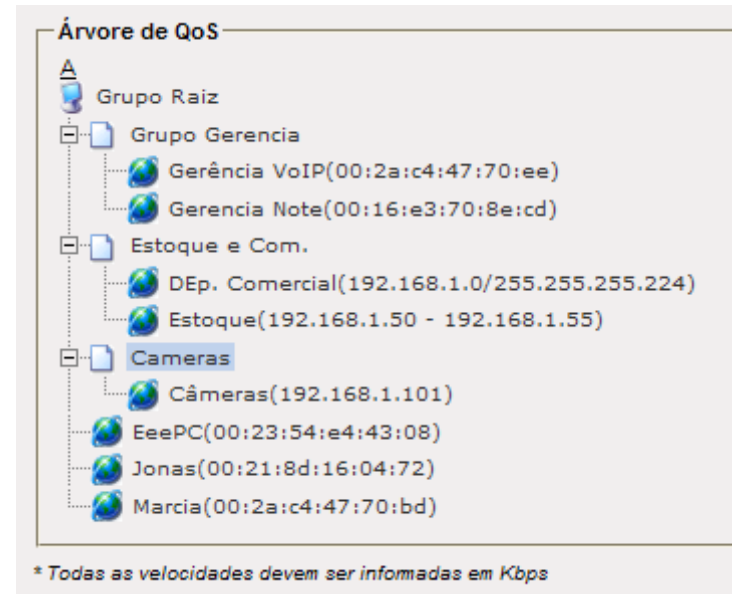 Árvore de QoS
A
Grupo Raiz
Grupo Gerencia
Gerência VoIP(00:2a:c4:47:70:ee)
Gerencia Note(00:16:e3:70:8e:cd)
Estoque e Com.
DEp. Comercial(192.168.1.0/255.255.255.224)
Estoque(192.168.1.50 - 192.168.1.55)
Cameras
Câmeras(192.168.1.101)
EeePC(00:23:54:e4:43:08)
Jonas(00:21:8d:16:04:72)
Marcia(00:2a:c4:47:70:bd)
* Todas as velocidades devem ser infomadas em Kbps